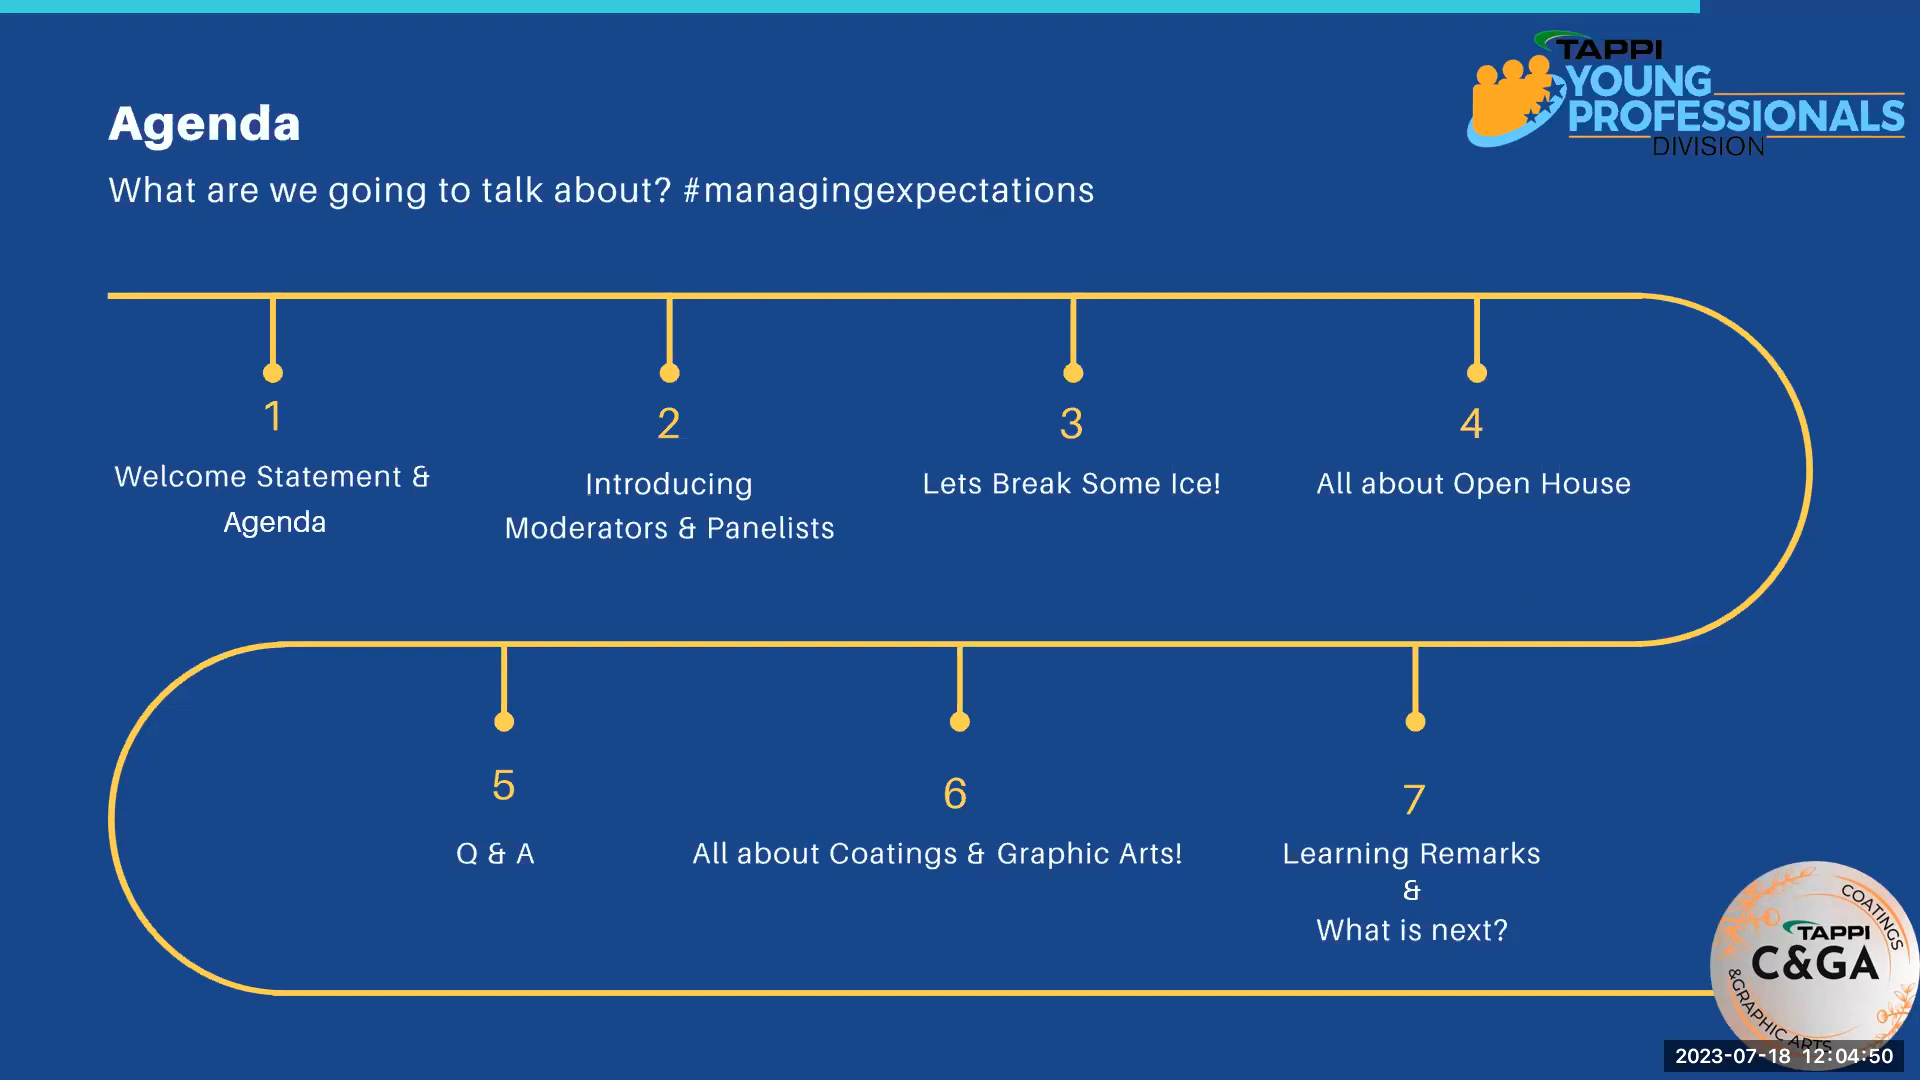 TAPPI
YOUNG
PROFESSIONALS
DIVISION
Agenda
What are we going to talk about? #managingexpectations
1
Welcome Statement &
Agenda
2
Introducing
Moderators & Panelists
3
Lets Break Some Ice!
4
All about Open House
5
Q & A
6
All about Coatings & Graphic Arts!
7
Learning Remarks
&
What is next?
COATINGS
TAPPI
C&GA
&GRAPHIC ARTS
2023-07-18 12:04:50